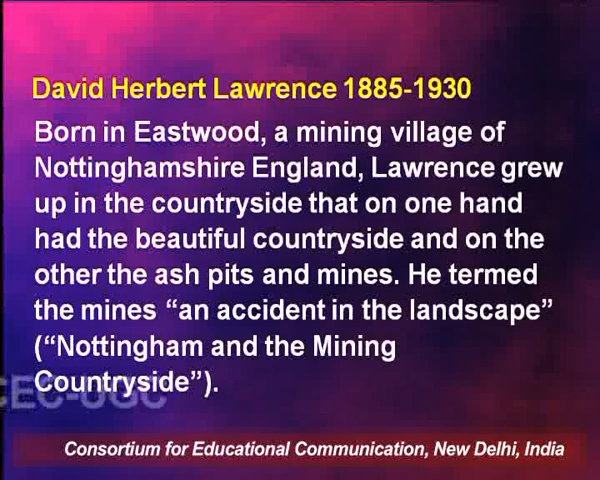 David Herbert Lawrence 1885-1930
Born in Eastwood, a mining village of
Nottinghamshire England, Lawrence grew
up in the countryside that on one hand
had the beautiful countryside and on the
other the ash pits and mines. He termed
the mines “an accident in the landscape”
(“Nottingham and the Mining
Countryside”).
CEC-UGC
Consortium for Educational Communication, New Delhi, India